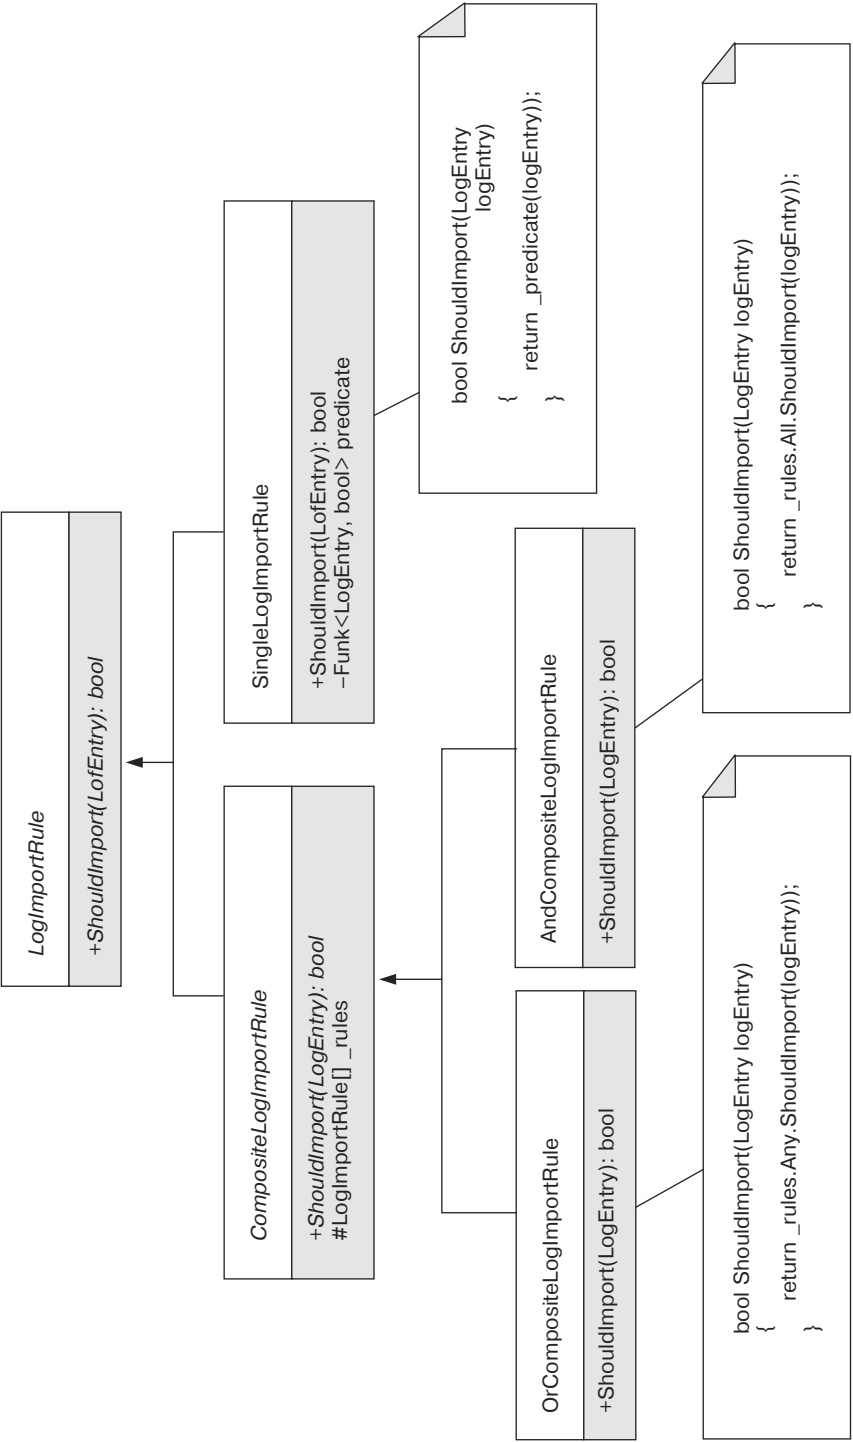 LogImportRule
+ShouldImport(LofEntry): bool
CompositeLogImportRule
+ShouldImport(LogEntry): bool
#LogImportRule[] _rules
SingleLogImportRule
+ShouldImport(LofEntry): bool
–Funk<LogEntry, bool> predicate
bool ShouldImport(LogEntry
logEntry)
{
return _predicate(logEntry));
}
OrCompositeLogImportRule
+ShouldImport(LogEntry): bool
AndCompositeLogImportRule
+ShouldImport(LogEntry): bool
bool ShouldImport(LogEntry logEntry)
{
return _rules.Any.ShouldImport(logEntry));
}
bool ShouldImport(LogEntry logEntry)
{
return _rules.All.ShouldImport(logEntry));
}